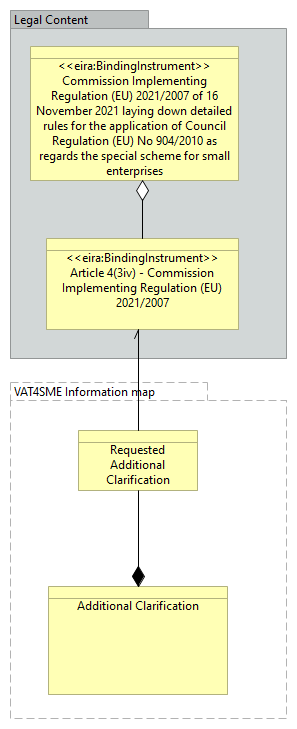 Legal Content
<<eira:BindingInstrument>>
Commission Implementing
Regulation (EU) 2021/2007 of 16
November 2021 laying down detailed
rules for the application of Council
Regulation (EU) No 904/2010 as
regards the special scheme for small
enterprises
<<eira:BindingInstrument>>
Article 4(3iv) - Commission
Implementing Regulation (EU)
2021/2007
VAT4SME Information map
Requested
Additional
Clarification
Additional Clarification